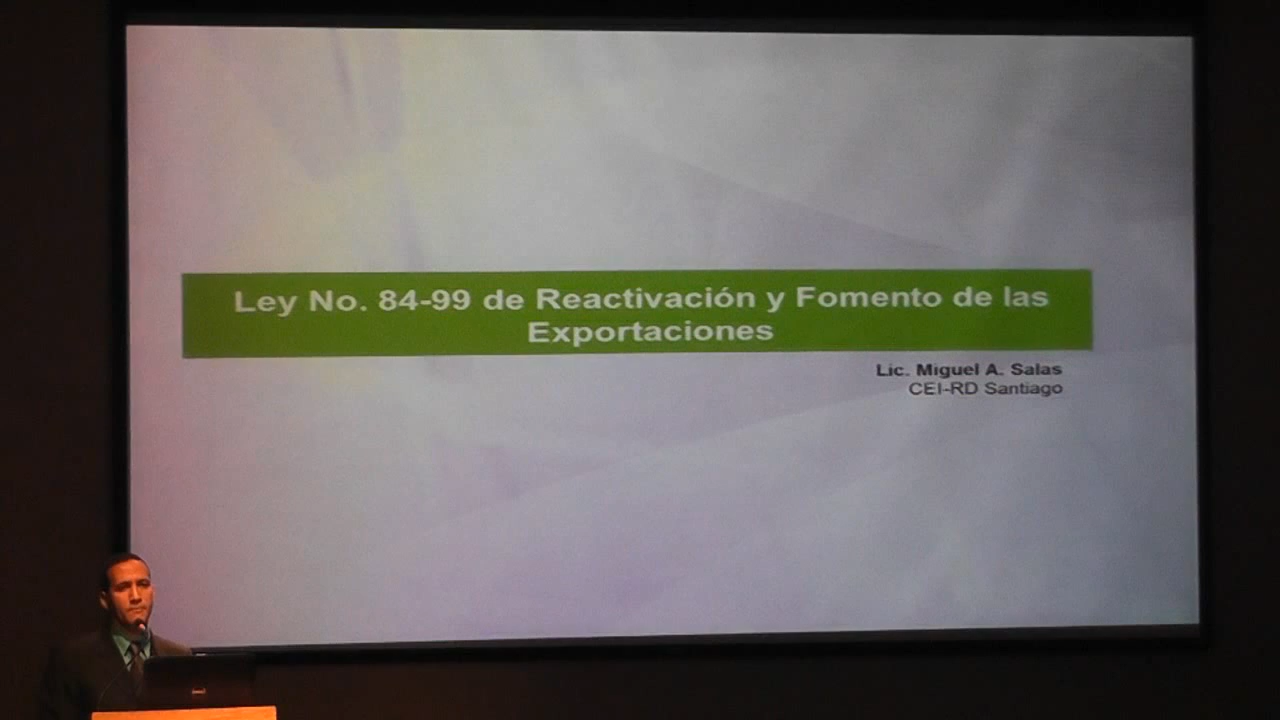 Ley No. 84-99 de Reactivación y Fomento de las
Exportaciones
Lic. Miguel A. Salas
CEI-RD Santiago